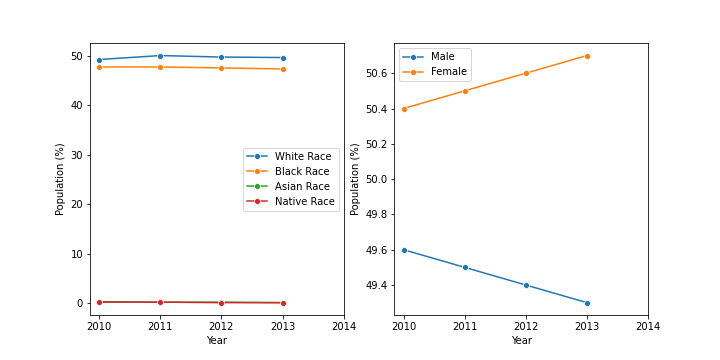 50
40
30
20
10
0
Population (%)
2010 2011 2012 2013 2014
Year
White Race
Black Race
Asian Race
Native Race
50.6
50.4
50.2
50.0
49.8
49.6
49.4
Population (%)
2010 2011 2012 2013 2014
Year
Male
Female